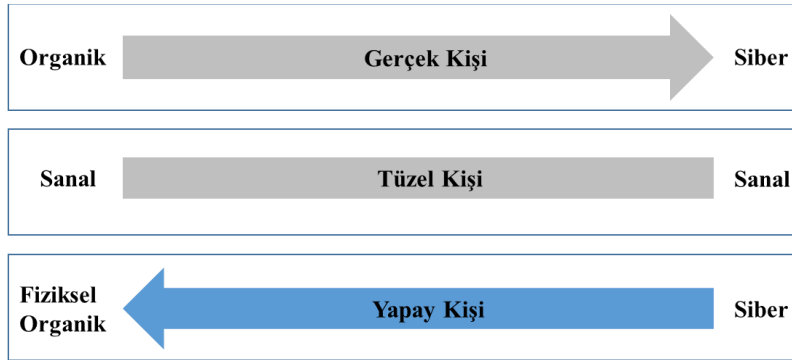 Organik Gerçek Kişi Siber
Sanal Tüzel Kişi Sanal
Fiziksel
Organik
Yapay Kişi
Siber